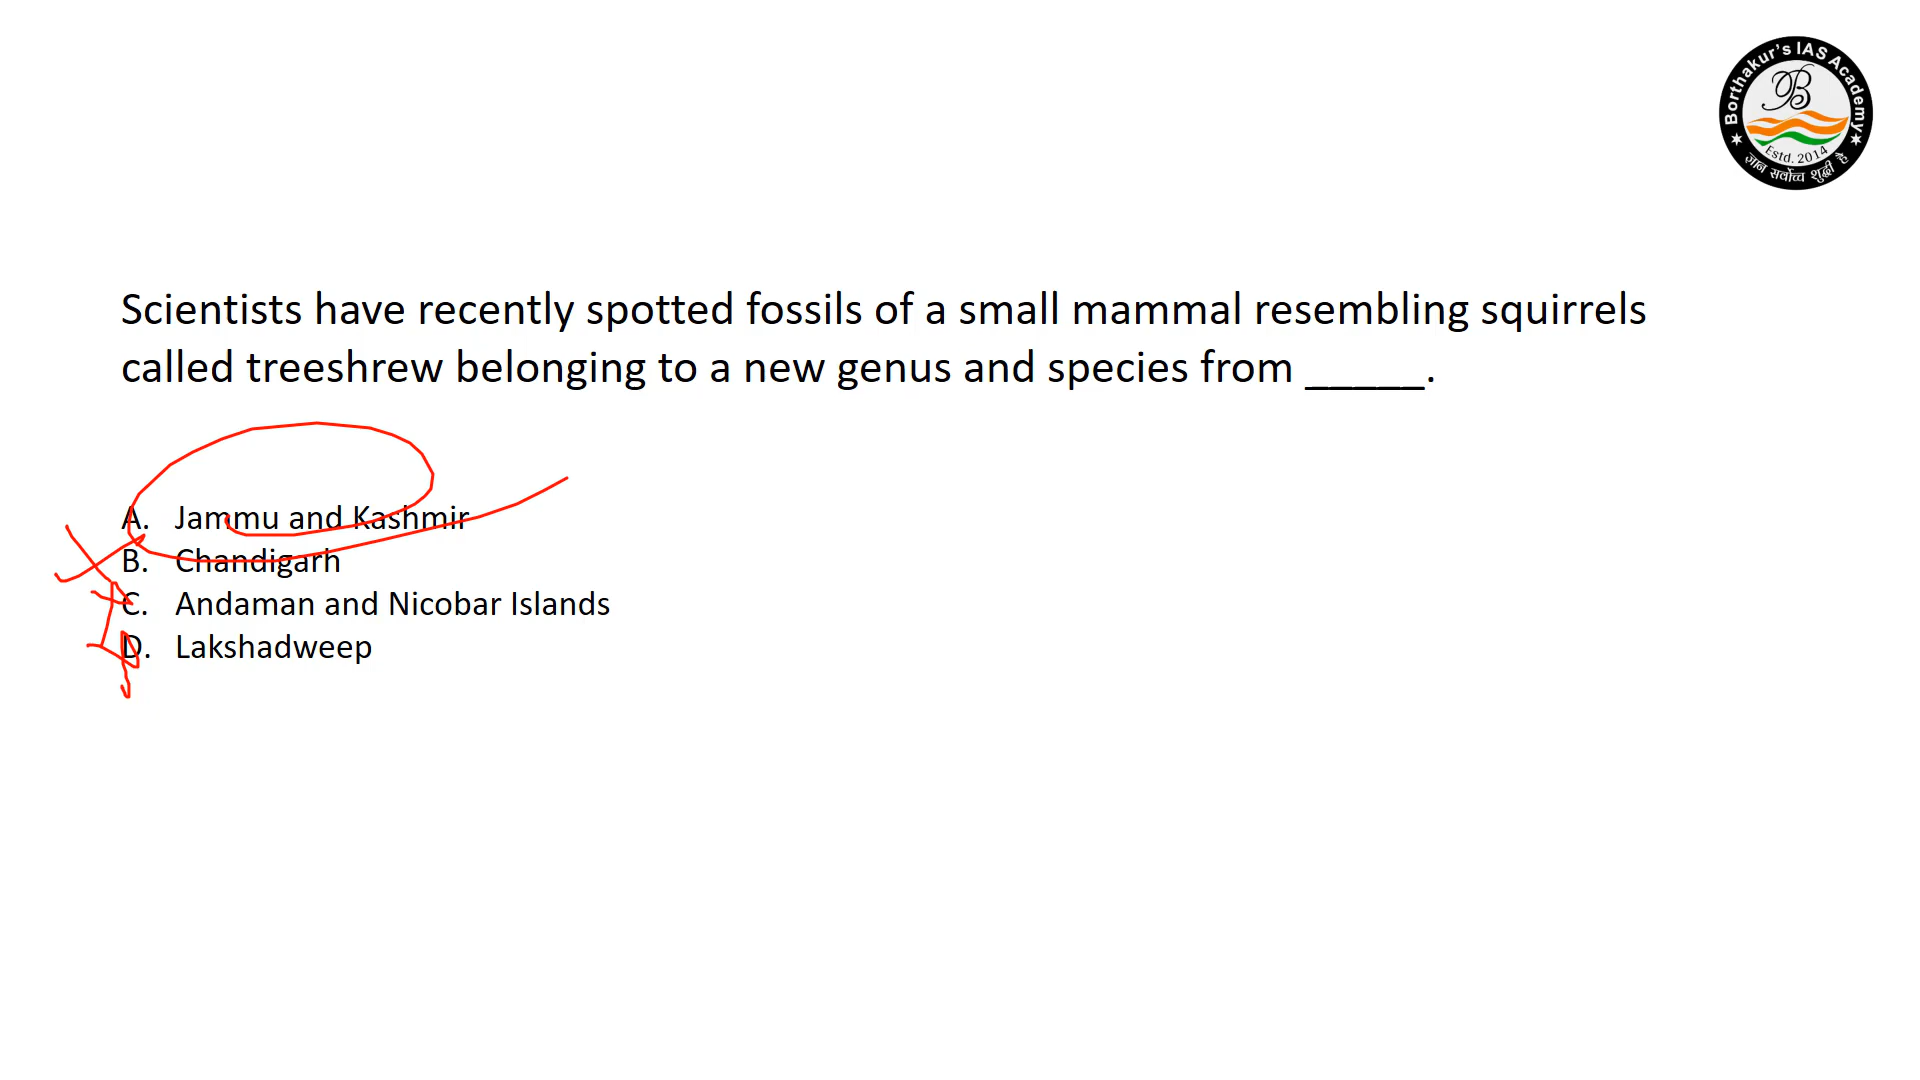 Borthakur's IAS Academy
B
Estd. 2014
ज्ञान सर्वोच्च शुद्धी है
Scientists have recently spotted fossils of a small mammal resembling squirrels
called treeshrew belonging to a new genus and species from _____.
A. Jammu and Kashmir
B. Chandigarh
C. Andaman and Nicobar Islands
D. Lakshadweep